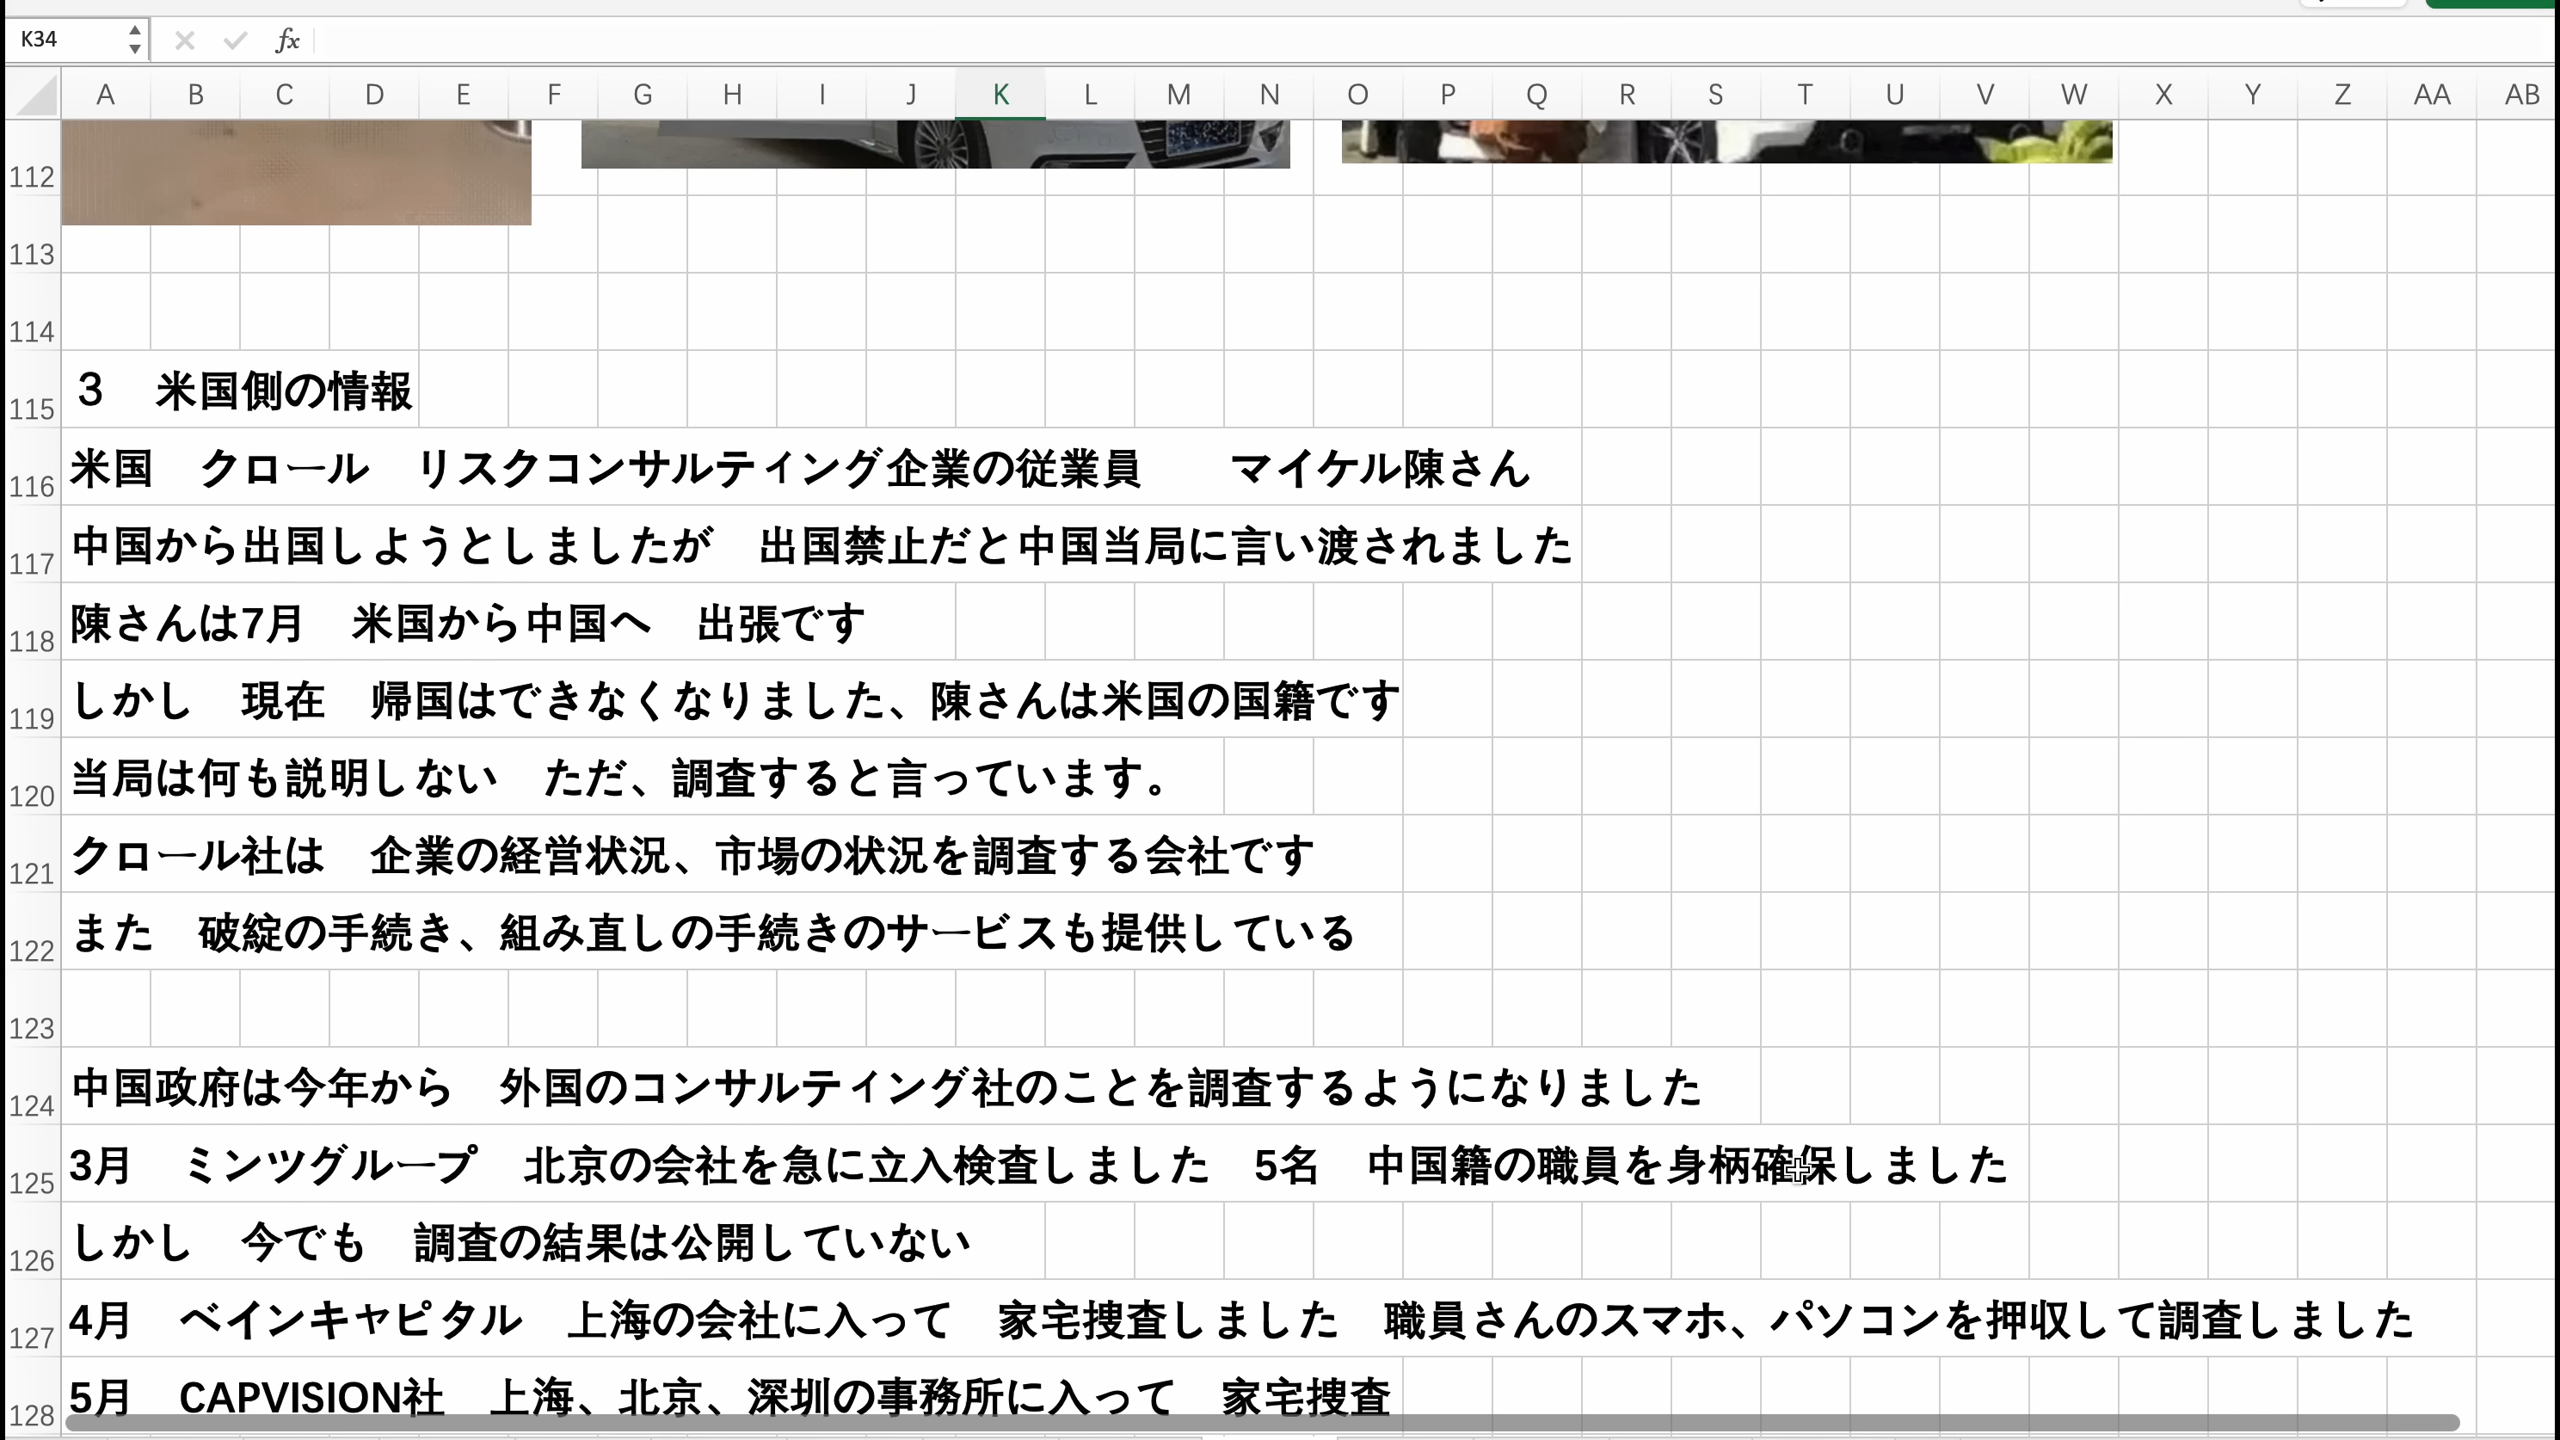 K34
fx
A B C D E F G H I J K L M N O P Q R S T U V W X Y Z AA AB
112
113
114
115 3 米国側の情報
116 米国 クロール リスクコンサルティング企業の従業員 マイケル陳さん
117 中国から出国しようとしましたが 出国禁止だと中国当局に言い渡されました
118 陳さんは7月 米国から中国へ 出張です
119 しかし 現在 帰国はできなくなりました、陳さんは米国の国籍です
120 当局は何も説明しない ただ、調査すると言っています。
121 クロール社は 企業の経営状況、市場の状況を調査する会社です
122 また 破綻の手続き、組み直しの手続きのサービスも提供している
123
124 中国政府は今年から 外国のコンサルティング社のことを調査するようになりました
125 3月 ミンツグループ 北京の会社を急に立入検査しました 5名 中国籍の職員を身柄確保しました
126 しかし 今でも 調査の結果は公開していない
127 4月 ベインキャピタル 上海の会社に入って 家宅捜査しました 職員さんのスマホ、パソコンを押収して調査しました
128 5月 CAPVISION社 上海、北京、深圳の事務所に入って 家宅捜査